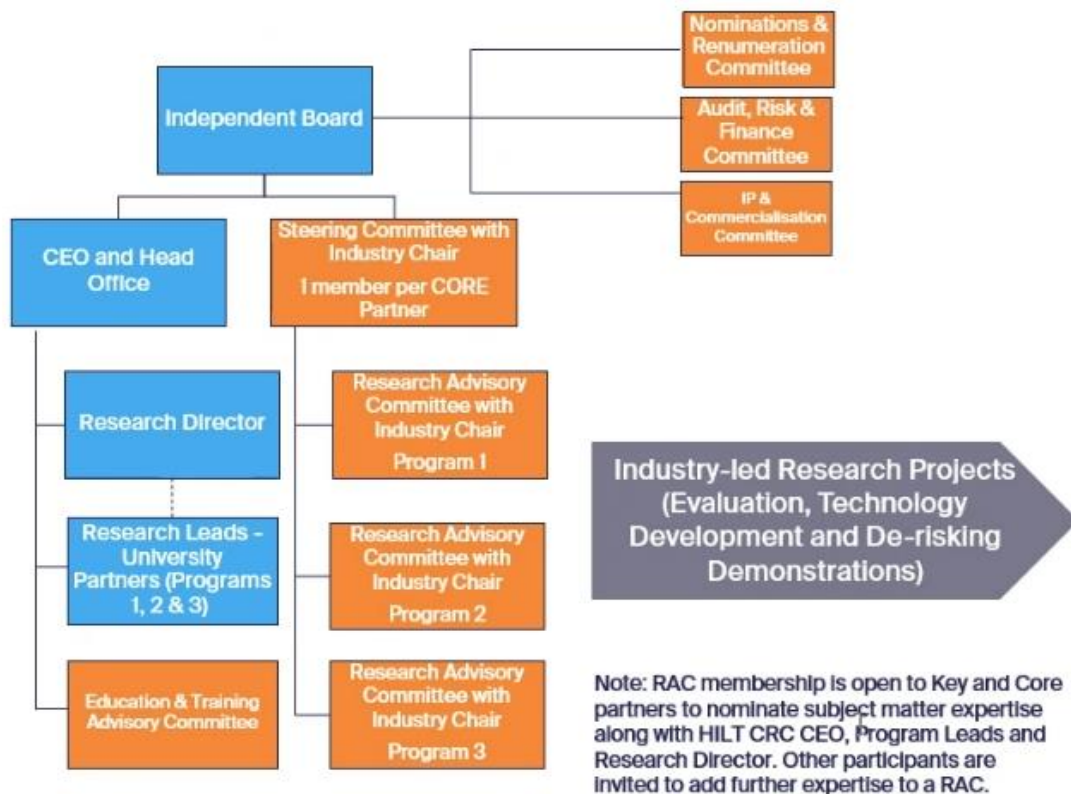 Nominations &
Renumeration
Committee
Independent Board
Audit, Risk &
Finance
Committee
IP &
Commercialisation
Committee
CEO and Head
Office
Steering Committee with
Industry Chair
1 member per CORE
Partner
Research Director
Research Advisory
Committee with
Industry Chair
Program 1
Industry-led Research Projects
(Evaluation, Technology
Development and De-risking
Demonstrations)
Research Leads –
University
Partners (Programs
1, 2 & 3)
Research Advisory
Committee with
Industry Chair
Program 2
Education & Training
Advisory Committee
Research Advisory
Committee with
Industry Chair
Program 3
Note: RAC membership is open to Key and Core
partners to nominate subject matter expertise
along with HILT CRC CEO, Program Leads and
Research Director. Other participants are
invited to add further expertise to a RAC.